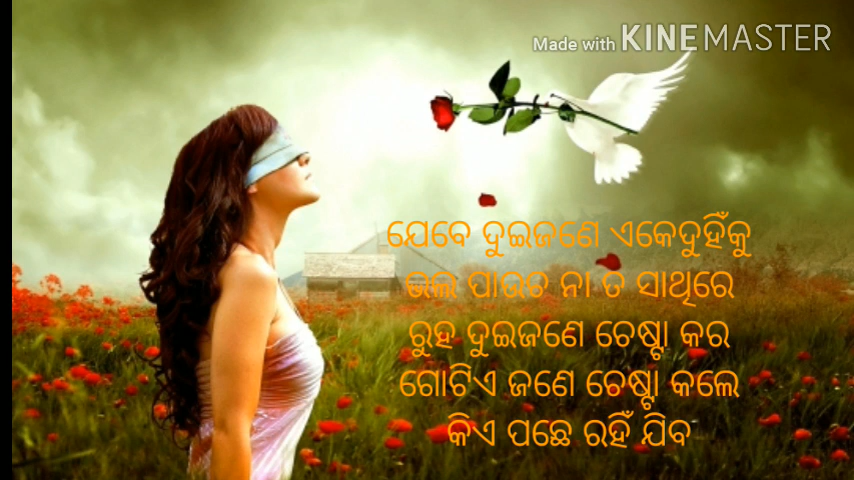 Made with KINEMASTER
ଯେବେ ଦୁଇଜଣେ ଏକେଦୁହିଁକୁ
ଭଲ ପାଉଚ ନା ତ ସାଥିରେ
ରୁହ ଦୁଇଜଣେ ଚେଷ୍ଟା କର
ଗୋଟିଏ ଜଣେ ଚେଷ୍ଟା କଲେ
କିଏ ପଛେ ରହିଁ ଯିବ